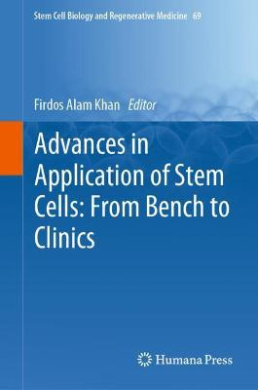 Stem Cell Biology and Regenerative Medicine 69
Firdos Alam Khan Editor
Advances in
Application of Stem
Cells: From Bench to
Clinics
Humana Press